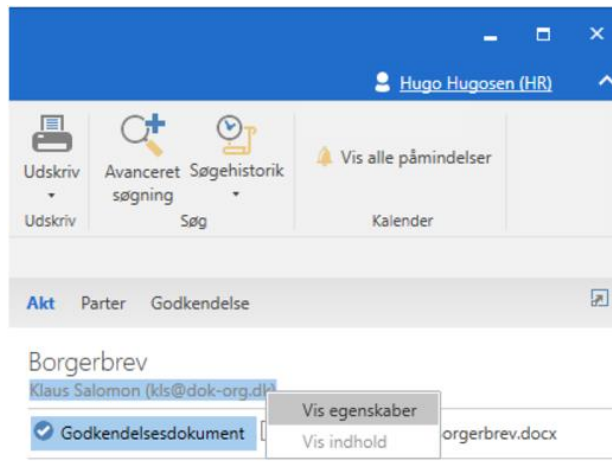 Hugo Hugosen (HR)
Udskriv
Avanceret søgning
Søgehistorik
Vis alle påmindelser
Udskriv
Søg
Kalender
Akt Parter Godkendelse
Borgerbrev
Klaus Salomon (kls@dok-org.dk)
Vis egenskaber
Godkendelsesdokument
Vis indhold
orgerbrev.docx